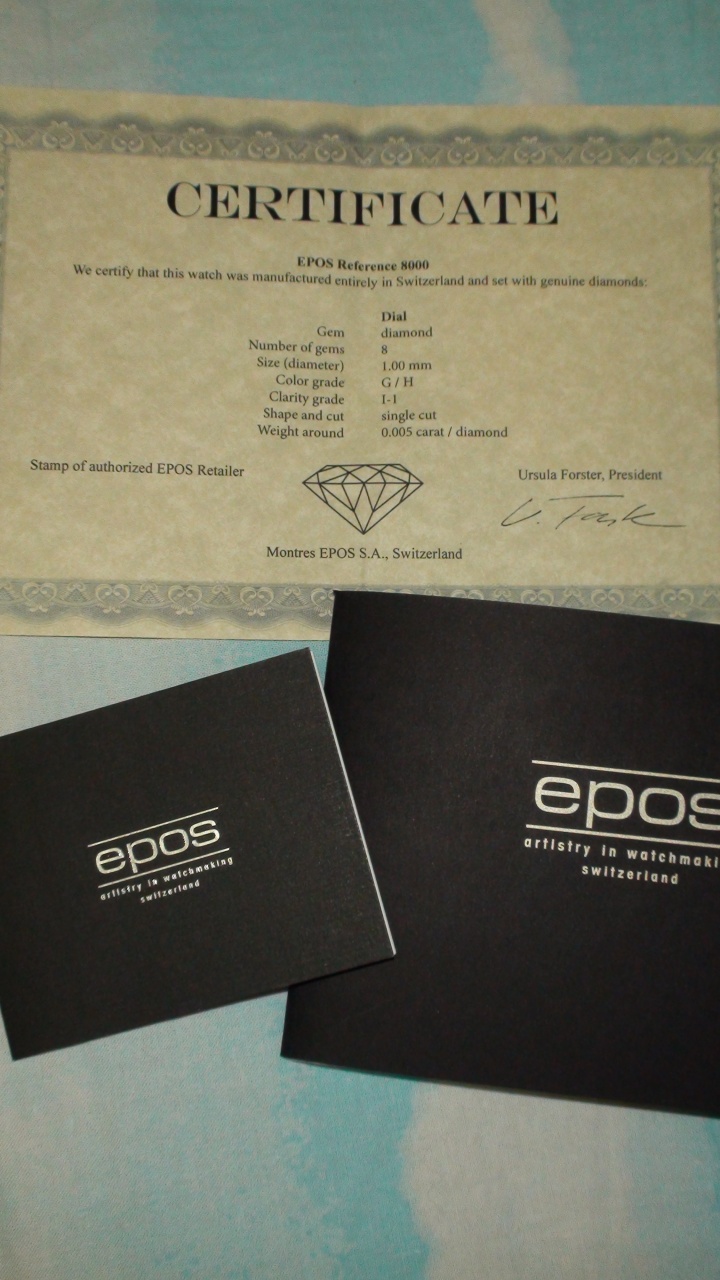 CERTIFICATE
EPOS Reference 8000
We certify that this watch was manufactured entirely in Switzerland and set with genuine diamonds:
Dial
Gem diamond
Number of gems 8
Size (diameter) 1.00 mm
Color grade G / H
Clarity grade I-1
Shape and cut single cut
Weight around 0.005 carat / diamond
Stamp of authorized EPOS Retailer
Ursula Forster, President
Montres EPOS S.A., Switzerland
epos
artistry in watchmaking
switzerland
epos
artistry in watchmaki
switzerland